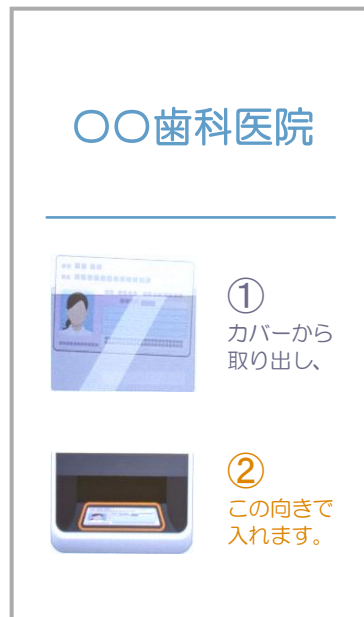 〇〇歯科医院
①
カバーから
取り出し、
②
この向きで
入れます。